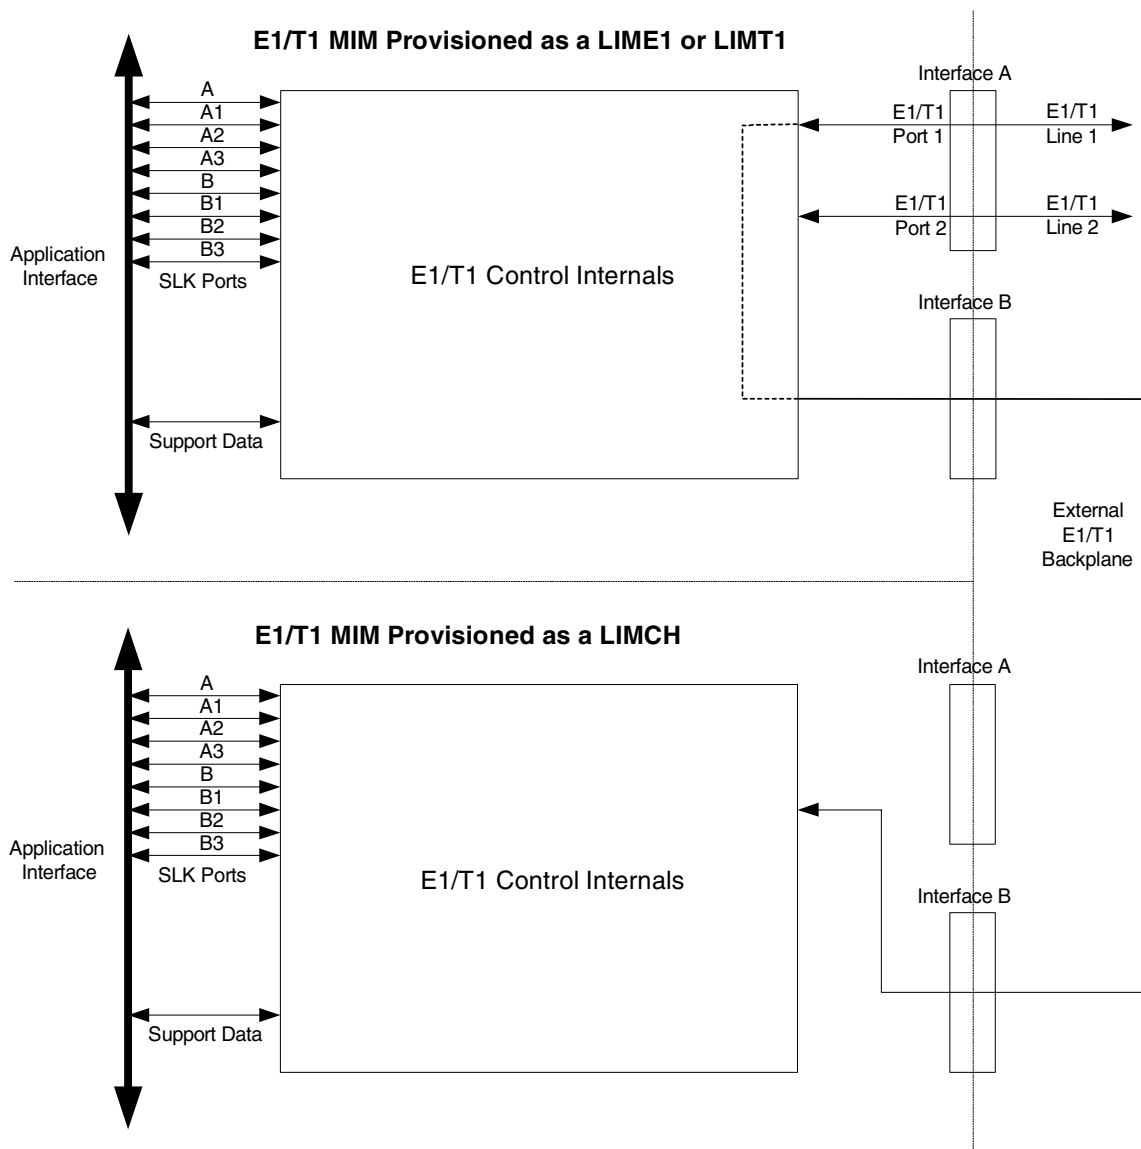 E1/T1 MIM Provisioned as a LIME1 or LIMT1
Interface A
A
A1
A2
A3
B
B1
B2
B3
SLK Ports
Application
Interface
Support Data
E1/T1 Control Internals
E1/T1
Port 1
E1/T1
Line 1
E1/T1
Port 2
E1/T1
Line 2
Interface B
External
E1/T1
Backplane
E1/T1 MIM Provisioned as a LIMCH
Interface A
A
A1
A2
A3
B
B1
B2
B3
SLK Ports
Application
Interface
Support Data
E1/T1 Control Internals
Interface B